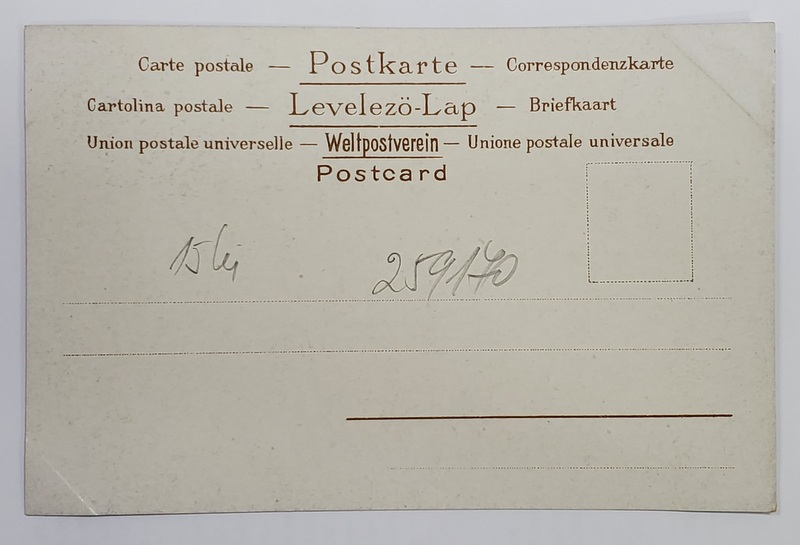 Carte postale — Postkarte — Correspondenzkarte
Cartolina postale — Levelezö-Lap — Briefkaart
Union postale universelle — Weltpostverein — Unione postale universale
Postcard
15 lei 259170